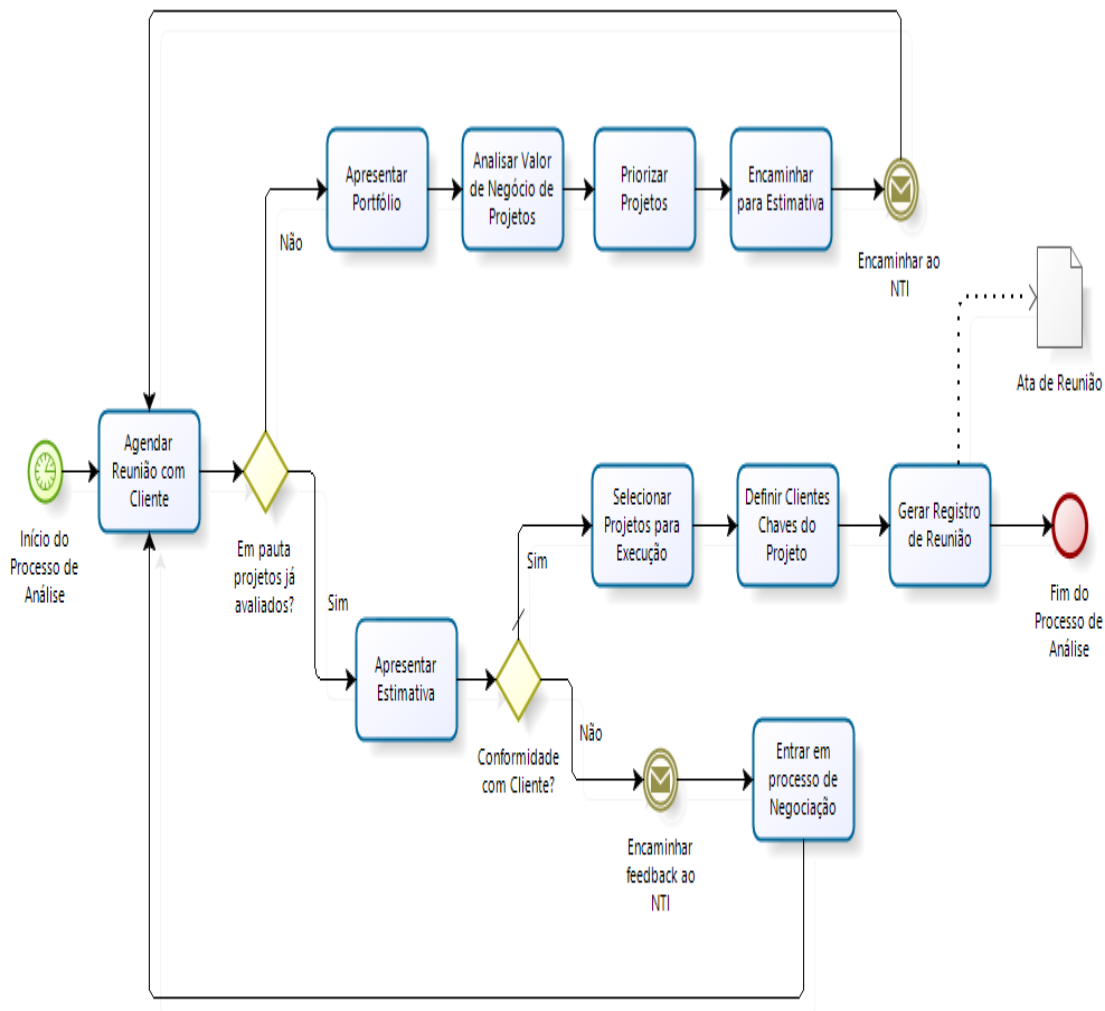 Apresentar
Portfólio
Analisar Valor
de Negócio de
Projetos
Priorizar
Projetos
Encaminhar
para Estimativa
Não
Encaminhar ao
NTI
Ata de Reunião
Agendar
Reunião com
Cliente
Início do
Processo de
Análise
Em pauta
projetos já
avaliados?
Sim
Selecionar
Projetos para
Execução
Definir Clientes
Chaves do
Projeto
Gerar Registro
de Reunião
Sim
Fim do
Processo de
Análise
Apresentar
Estimativa
Conformidade
com Cliente?
Não
Encaminhar
feedback ao
NTI
Entrar em
processo de
Negociação